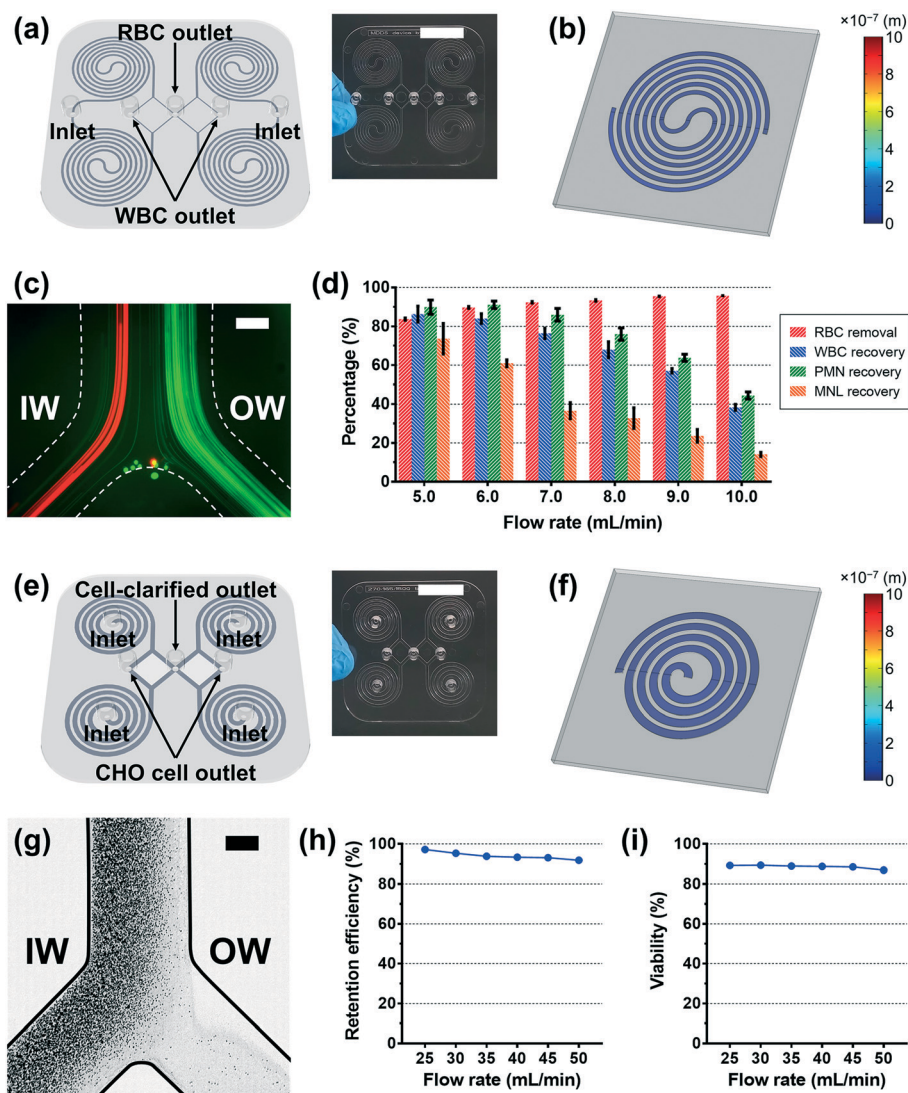 (a)
RBC outlet
Inlet
Inlet
WBC outlet
(b)
×10⁻⁷ (m)
10
8
6
4
2
0
(c)
IW
OW
(d)
Percentage (%)
100
80
60
40
20
0
5.0 6.0 7.0 8.0 9.0 10.0
Flow rate (mL/min)
RBC removal
WBC recovery
PMN recovery
MNL recovery
(e)
Cell-clarified outlet
Inlet
Inlet
Inlet
Inlet
CHO cell outlet
(f)
×10⁻⁷ (m)
10
8
6
4
2
0
(g)
IW
OW
(h)
Retention efficiency (%)
100
80
60
40
20
0
25 30 35 40 45 50
Flow rate (mL/min)
(i)
Viability (%)
100
80
60
40
20
0
25 30 35 40 45 50
Flow rate (mL/min)